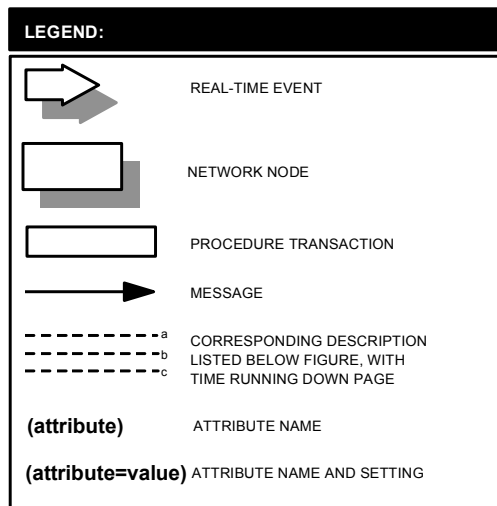 LEGEND:
REAL-TIME EVENT
NETWORK NODE
PROCEDURE TRANSACTION
MESSAGE
a
b
c
CORRESPONDING DESCRIPTION
LISTED BELOW FIGURE, WITH
TIME RUNNING DOWN PAGE
(attribute) ATTRIBUTE NAME
(attribute=value) ATTRIBUTE NAME AND SETTING